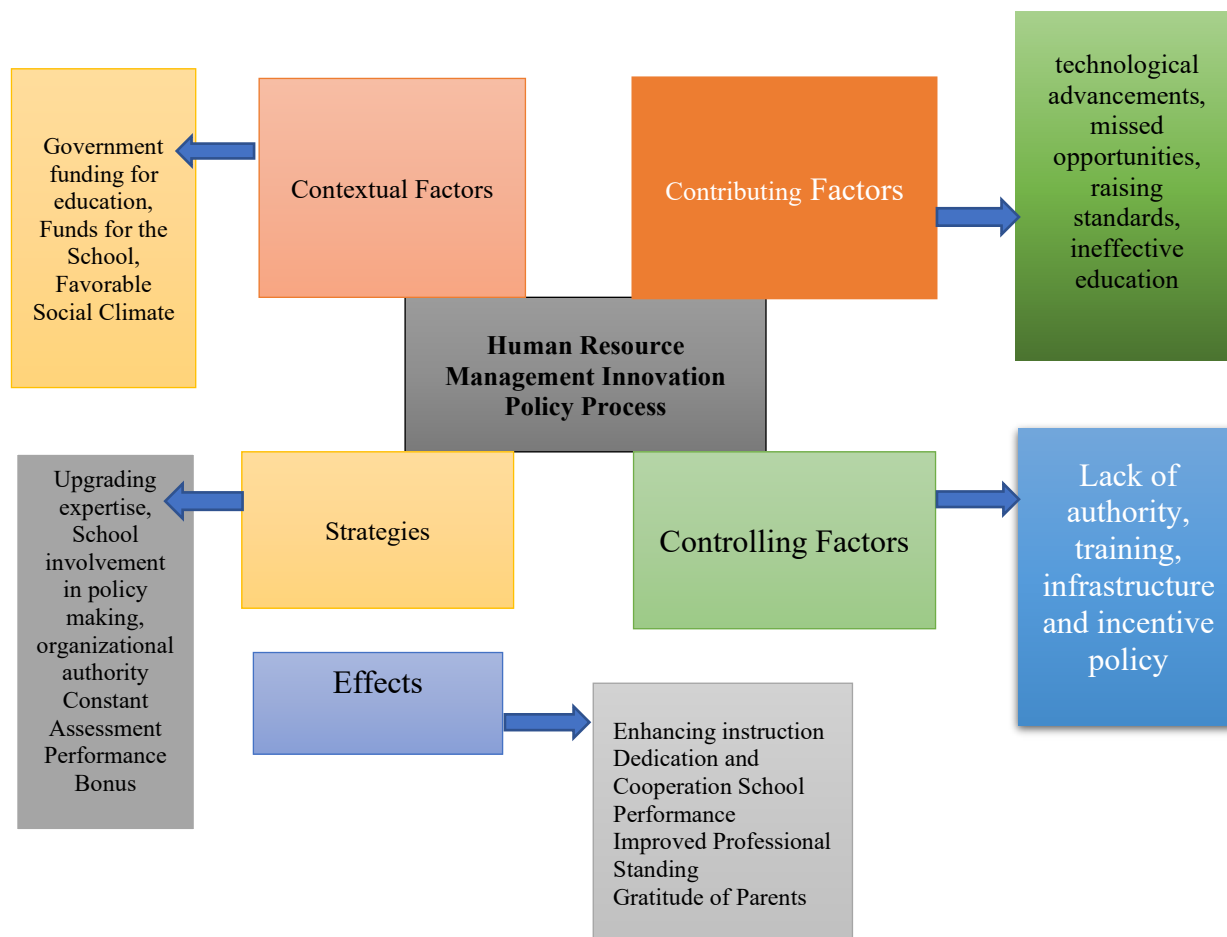 Government
funding for
education,
Funds for the
School,
Favorable
Social Climate
Contextual Factors
Contributing Factors
technological
advancements,
missed
opportunities,
raising
standards,
ineffective
education
Human Resource
Management Innovation
Policy Process
Upgrading
expertise,
School
involvement
in policy
making,
organizational
authority
Constant
Assessment
Performance
Bonus
Strategies
Controlling Factors
Lack of
authority,
training,
infrastructure
and incentive
policy
Effects
Enhancing instruction
Dedication and
Cooperation School
Performance
Improved Professional
Standing
Gratitude of Parents